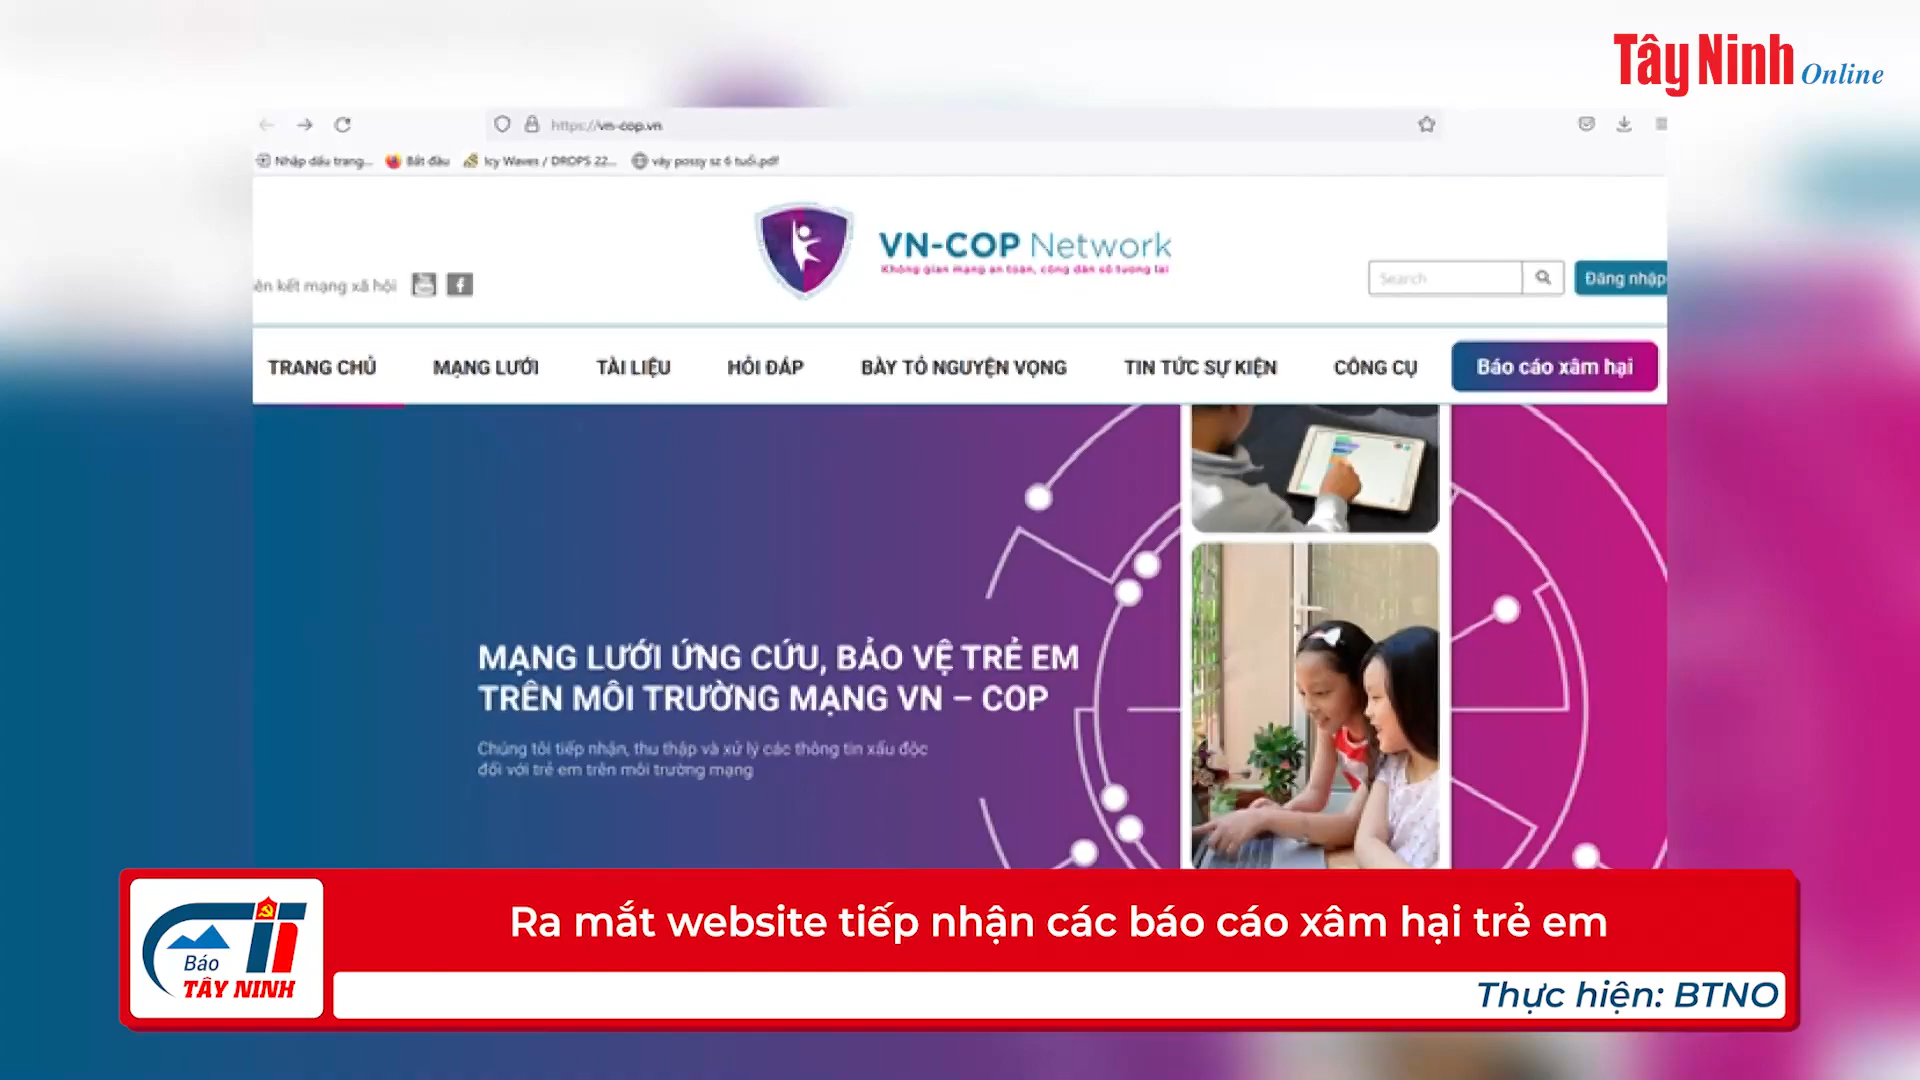 Tây Ninh Online
https://vn-cop.vn
Nhập dấu trang... Bắt đầu Icy Waves / DROPS 22... váy possy sz 6 tuổi.pdf
VN-COP Network
Không gian mạng an toàn, công dân số tương lai
ên kết mạng xã hội
Search
Đăng nhập
TRANG CHỦ MẠNG LƯỚI TÀI LIỆU HỎI ĐÁP BÀY TỎ NGUYỆN VỌNG TIN TỨC SỰ KIỆN CÔNG CỤ Báo cáo xâm hại
MẠNG LƯỚI ỨNG CỨU, BẢO VỆ TRẺ EM
TRÊN MÔI TRƯỜNG MẠNG VN – COP
Chúng tôi tiếp nhận, thu thập và xử lý các thông tin xấu độc
đối với trẻ em trên môi trường mạng
Ra mắt website tiếp nhận các báo cáo xâm hại trẻ em
Báo
TÂY NINH
Thực hiện: BTNO